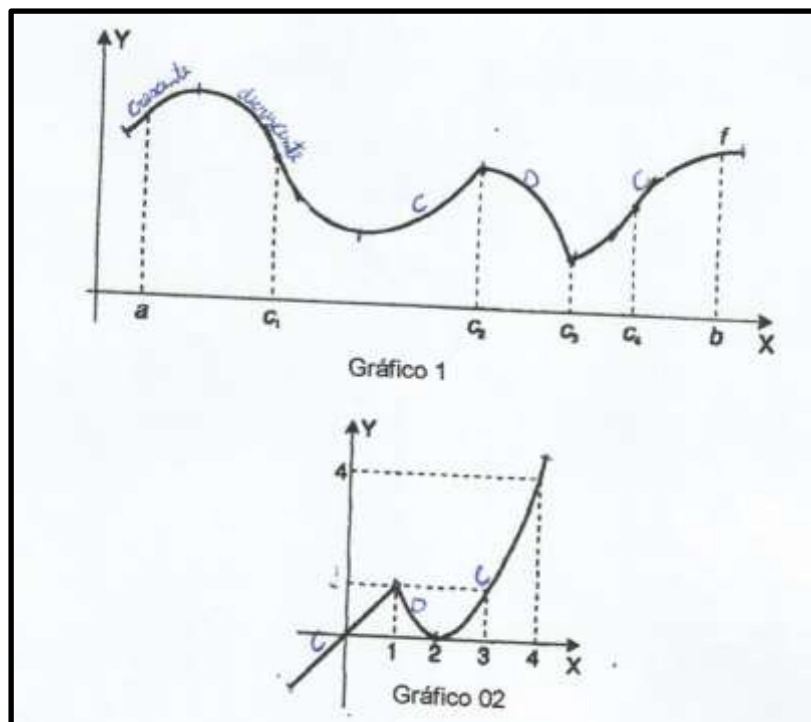 Y
crescente
decrescente
C
D
C
f
a
c₁
c₂
c₃
c₄
b
X
Gráfico 1
Y
4
C
D
C
1
2
3
4
X
Gráfico 02